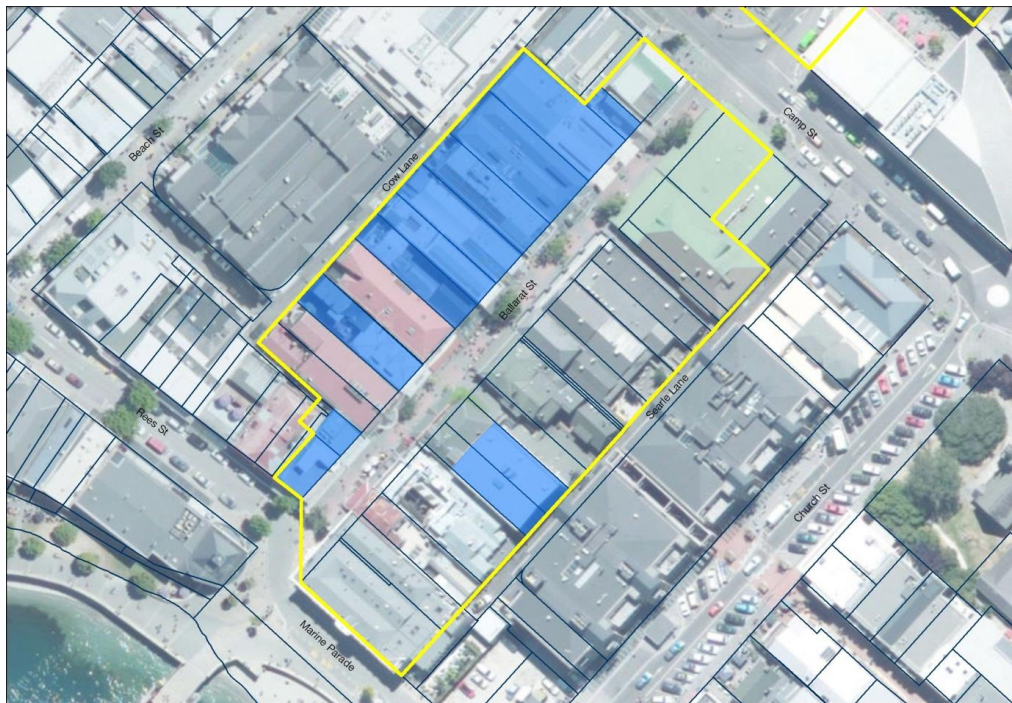 Camp St
Beach St
Cow Lane
Ballarat St
Searle Lane
Rees St
Church St
Marine Parade